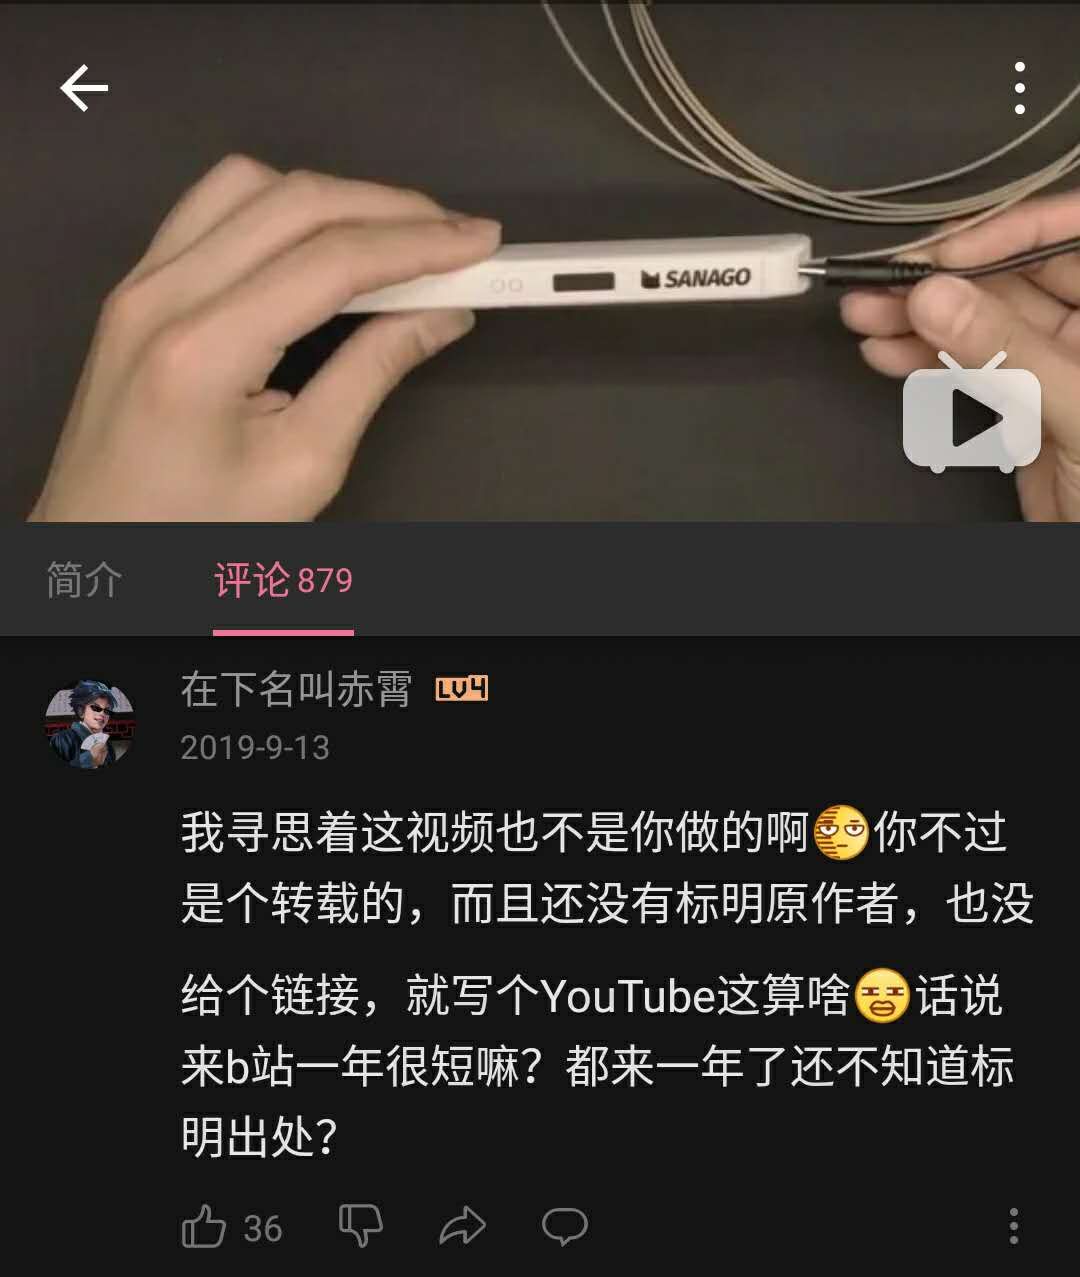 SANAGO
简介
评论 879
在下名叫赤霄 LV4
2019-9-13
我寻思着这视频也不是你做的啊你不过
是个转载的，而且还没有标明原作者，也没
给个链接，就写个YouTube这算啥话说
来b站一年很短嘛？都来一年了还不知道标
明出处？
36